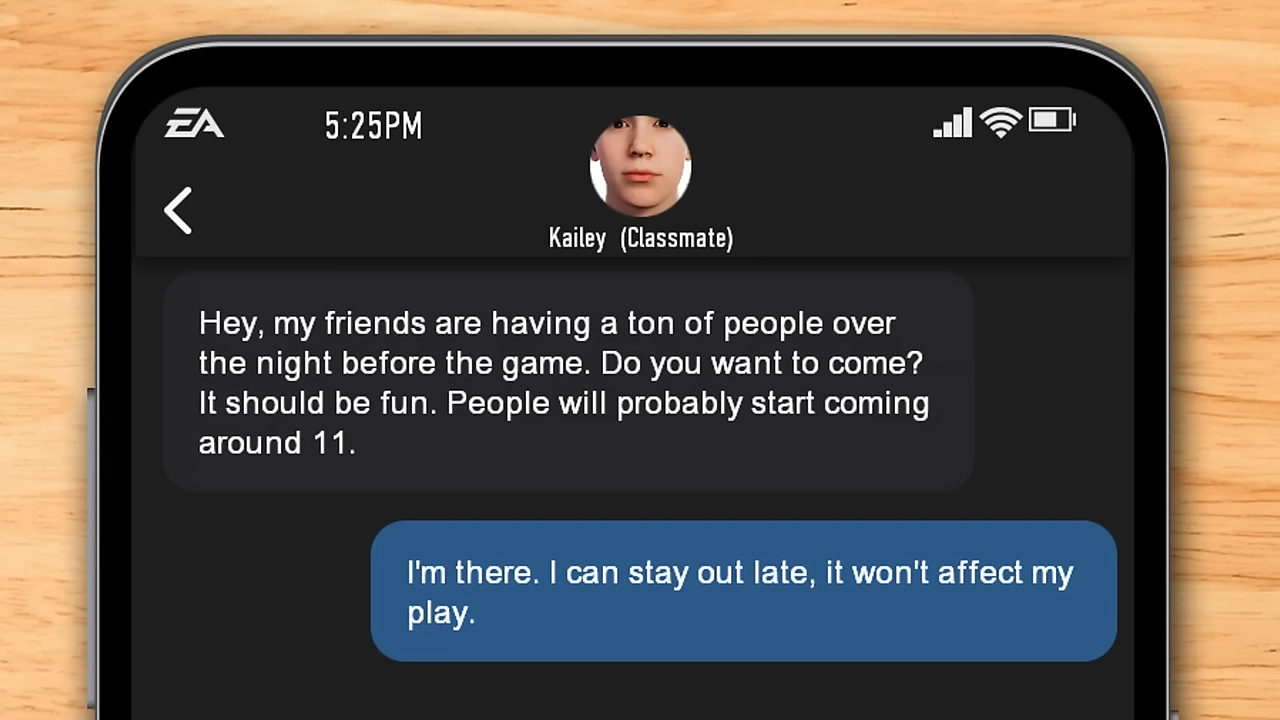 EA
5:25PM
Kailey (Classmate)
Hey, my friends are having a ton of people over
the night before the game. Do you want to come?
It should be fun. People will probably start coming
around 11.
I'm there. I can stay out late, it won't affect my
play.